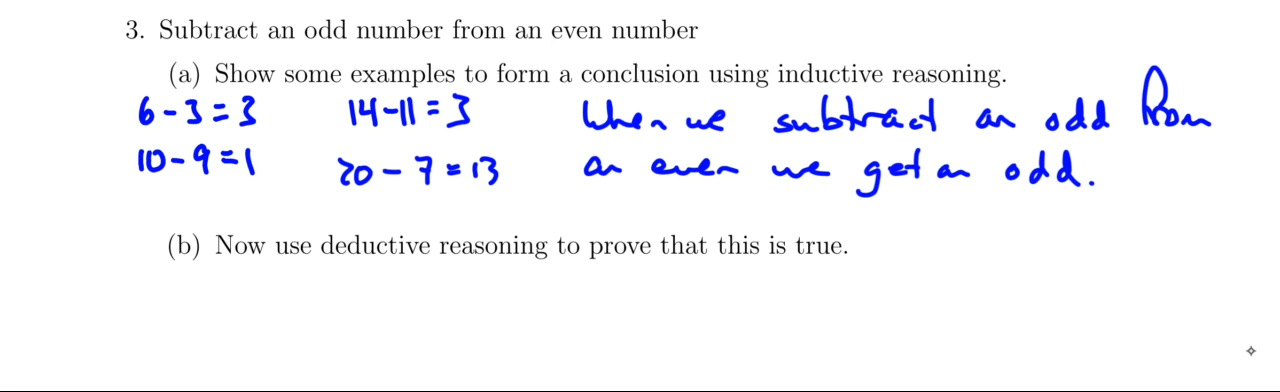 3. Subtract an odd number from an even number
(a) Show some examples to form a conclusion using inductive reasoning.
6-3=3 14-11=3 When we subtract an odd from
10-9=1 20-7=13 an even we get an odd.
(b) Now use deductive reasoning to prove that this is true.